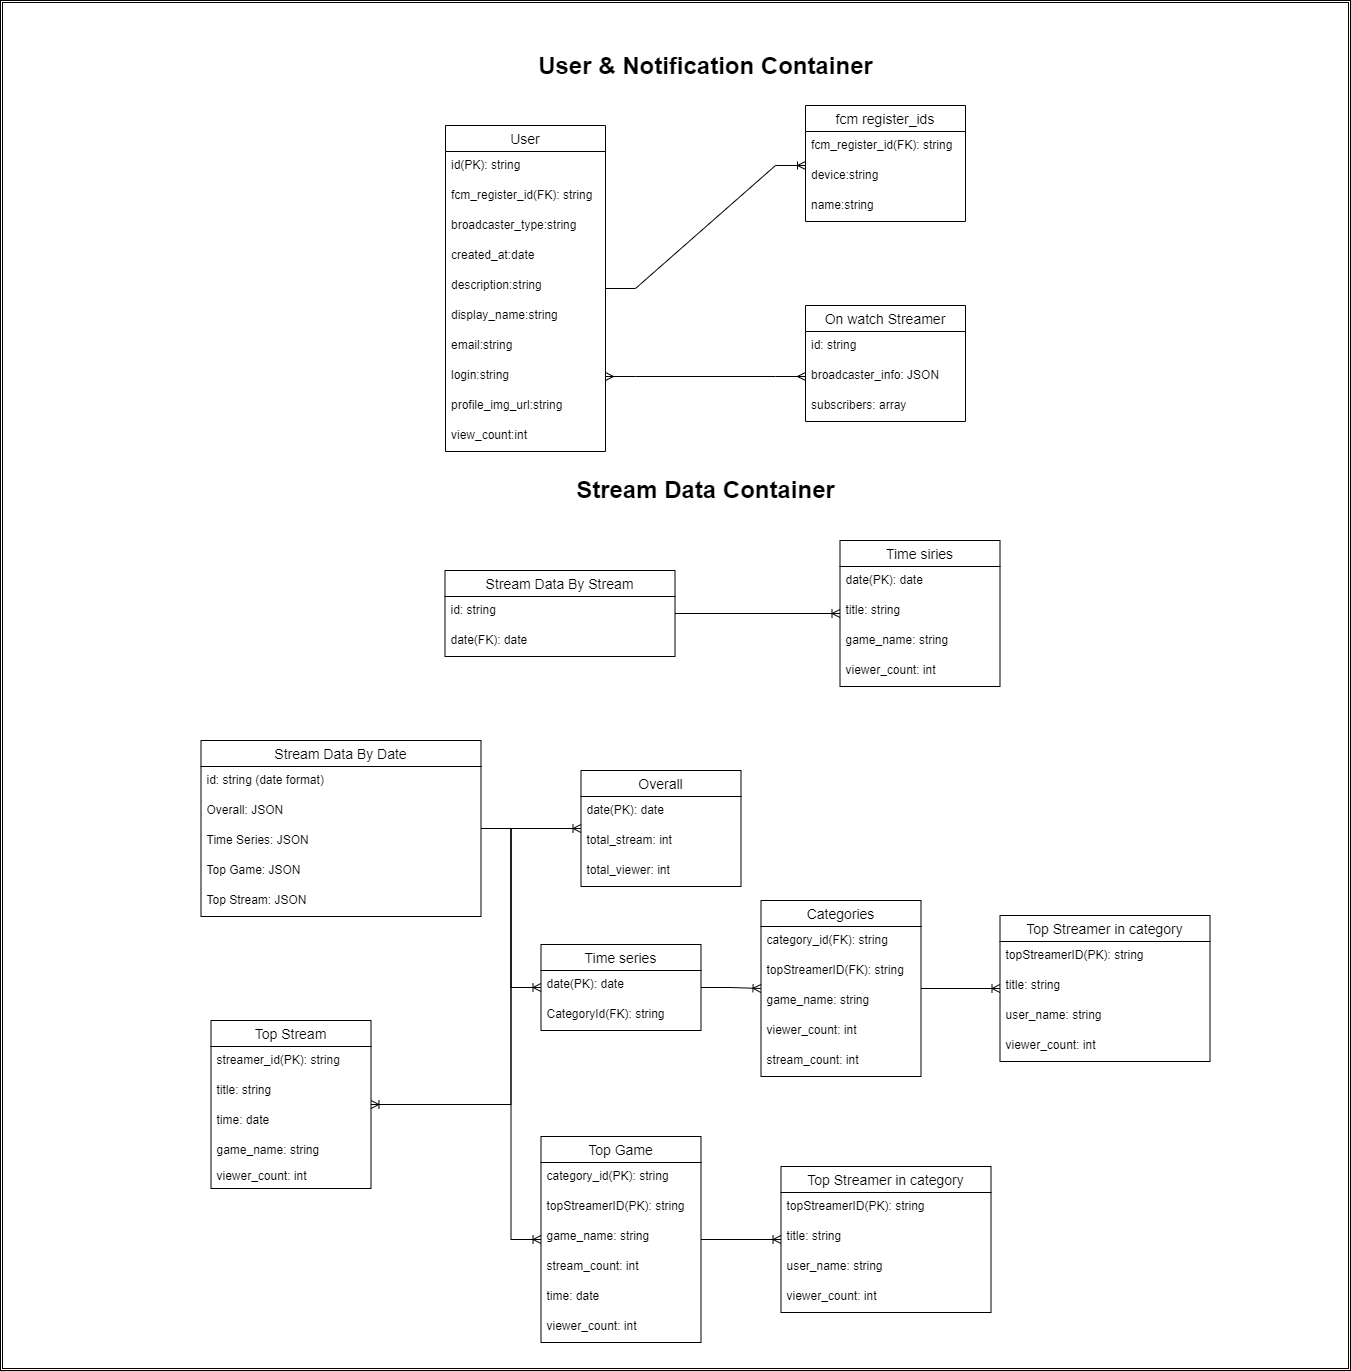 User & Notification Container
User
id(PK): string
fcm_register_id(FK): string
broadcaster_type:string
created_at:date
description:string
display_name:string
email:string
login:string
profile_img_url:string
view_count:int
fcm register_ids
fcm_register_id(FK): string
device:string
name:string
On watch Streamer
id: string
broadcaster_info: JSON
subscribers: array
Stream Data Container
Stream Data By Stream
id: string
date(FK): date
Time siries
date(PK): date
title: string
game_name: string
viewer_count: int
Stream Data By Date
id: string (date format)
Overall: JSON
Time Series: JSON
Top Game: JSON
Top Stream: JSON
Overall
date(PK): date
total_stream: int
total_viewer: int
Time series
date(PK): date
CategoryId(FK): string
Categories
category_id(FK): string
topStreamerID(FK): string
game_name: string
viewer_count: int
stream_count: int
Top Streamer in category
topStreamerID(PK): string
title: string
user_name: string
viewer_count: int
Top Stream
streamer_id(PK): string
title: string
time: date
game_name: string
viewer_count: int
Top Game
category_id(PK): string
topStreamerID(PK): string
game_name: string
stream_count: int
time: date
viewer_count: int
Top Streamer in category
topStreamerID(PK): string
title: string
user_name: string
viewer_count: int